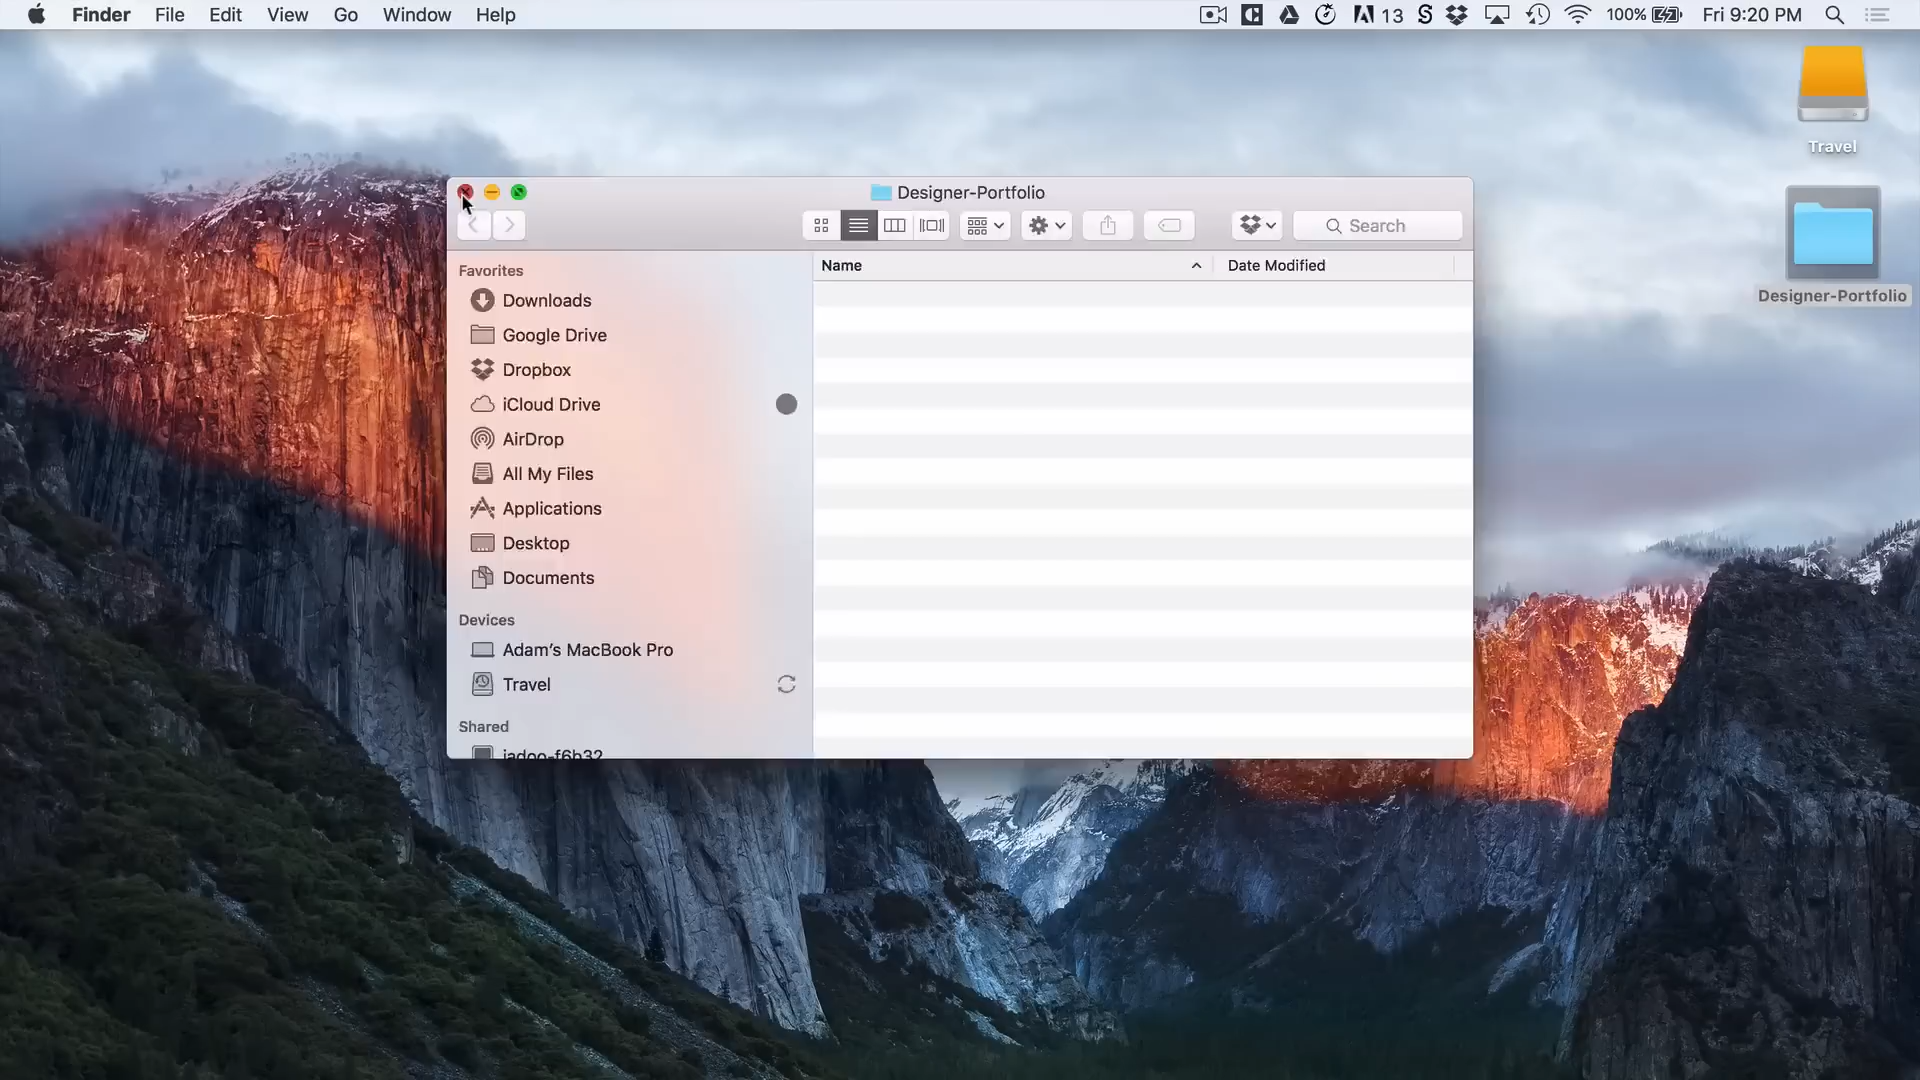 Finder File Edit View Go Window Help 13 100% Fri 9:20 PM
Travel
Designer-Portfolio
Designer-Portfolio
Search
Name Date Modified
Favorites
Downloads
Google Drive
Dropbox
iCloud Drive
AirDrop
All My Files
Applications
Desktop
Documents
Devices
Adam's MacBook Pro
Travel
Shared